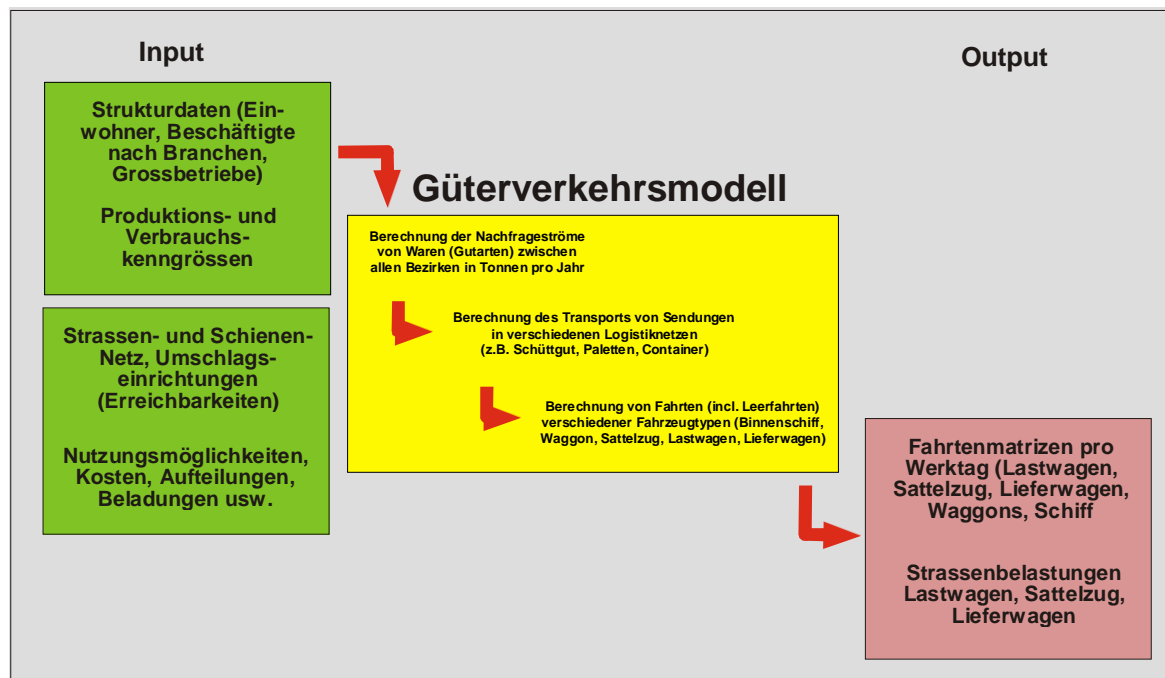 Input
Output
Strukturdaten (Ein-
wohner, Beschäftigte
nach Branchen,
Grossbetriebe)
Produktions- und
Verbrauchs-
kenngrössen
Strassen- und Schienen-
Netz, Umschlags-
einrichtungen
(Erreichbarkeiten)
Nutzungsmöglichkeiten,
Kosten, Aufteilungen,
Beladungen usw.
Güterverkehrsmodell
Berechnung der Nachfrageströme
von Waren (Gutarten) zwischen
allen Bezirken in Tonnen pro Jahr
Berechnung des Transports von Sendungen
in verschiedenen Logistiknetzen
(z.B. Schüttgut, Paletten, Container)
Berechnung von Fahrten (incl. Leerfahrten)
verschiedener Fahrzeugtypen (Binnenschiff,
Waggon, Sattelzug, Lastwagen, Lieferwagen)
Fahrtenmatrizen pro
Werktag (Lastwagen,
Sattelzug, Lieferwagen,
Waggons, Schiff
Strassenbelastungen
Lastwagen, Sattelzug,
Lieferwagen